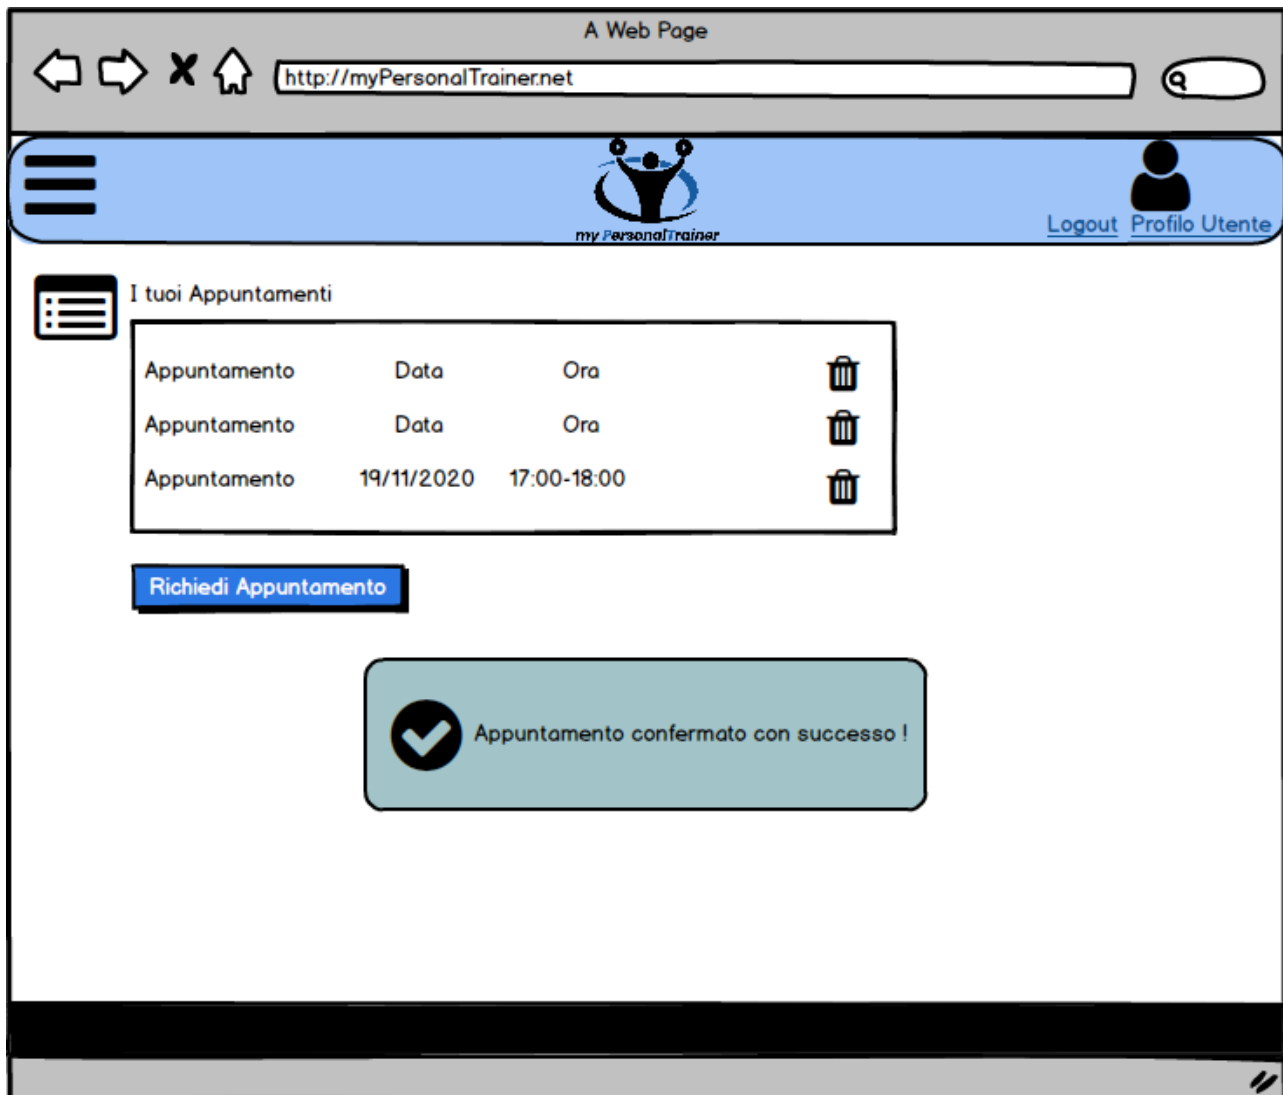 A Web Page
http://myPersonalTrainer.net
my PersonalTrainer
Logout Profilo Utente
I tuoi Appuntamenti
Appuntamento Data Ora
Appuntamento Data Ora
Appuntamento 19/11/2020 17:00-18:00
Richiedi Appuntamento
Appuntamento confermato con successo !